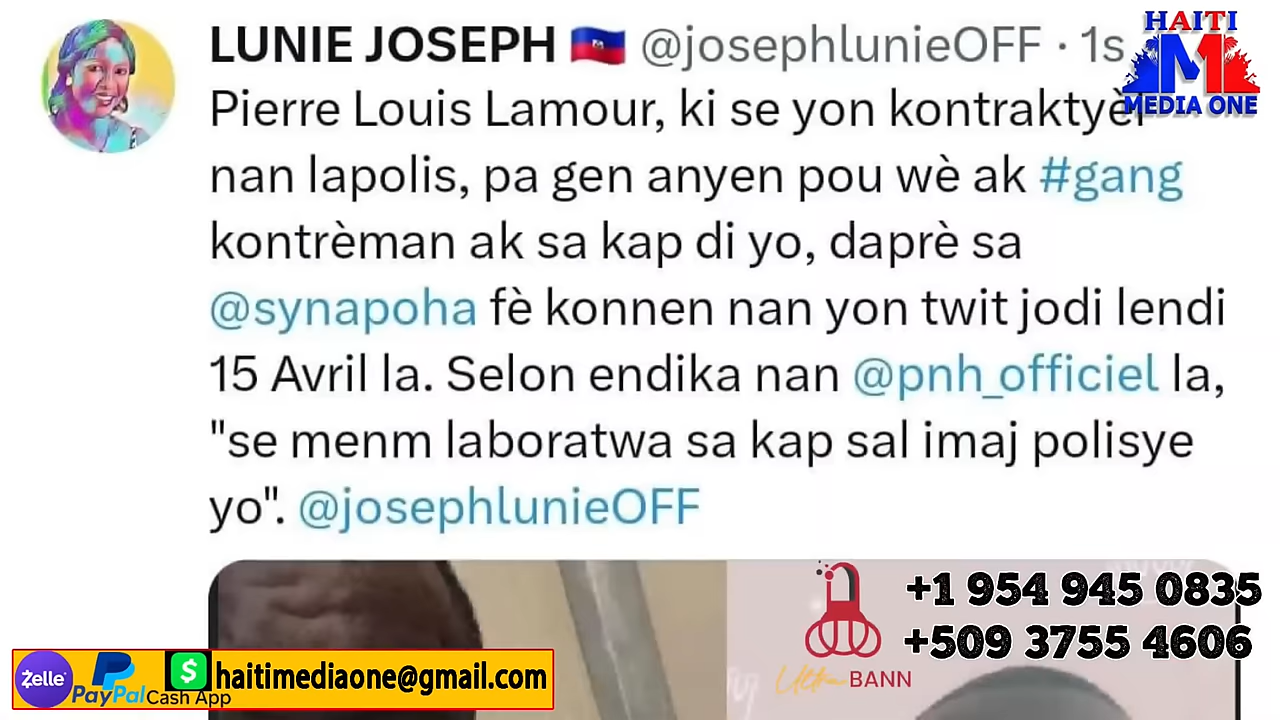 LUNIE JOSEPH 🇭🇹 @josephlunieOFF · 1s
HAITI
M
MEDIA ONE
Pierre Louis Lamour, ki se yon kontraktyèr
nan lapolis, pa gen anyen pou wè ak #gang
kontrèman ak sa kap di yo, daprè sa
@synapoha fè konnen nan yon twit jodi lendi
15 Avril la. Selon endika nan @pnh_officiel la,
"se menm laboratwa sa kap sal imaj polisye
yo". @josephlunieOFF
+1 954 945 0835
+509 3755 4606
Ultra BANN
Zelle
PayPal
$
Cash App
haitimediaone@gmail.com